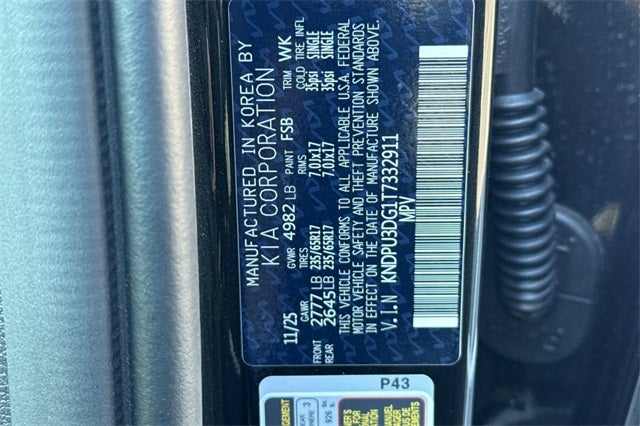 MANUFACTURED IN KOREA BY
KIA CORPORATION
11/25 GVWR 4982 LB PAINT FSB TRIM WK
GAWR TIRES RIMS COLD TIRE INFL
FRONT 2777 LB 235/65R17 7.0Jx17 35psi SINGLE
REAR 2645 LB 235/65R17 7.0Jx17 35psi SINGLE
THIS VEHICLE CONFORMS TO ALL APPLICABLE U.S.A. FEDERAL
MOTOR VEHICLE SAFETY AND THEFT PREVENTION STANDARDS
IN EFFECT ON THE DATE OF MANUFACTURE SHOWN ABOVE.
V.I.N KNDPU3DG1T7332911
MPV
P43